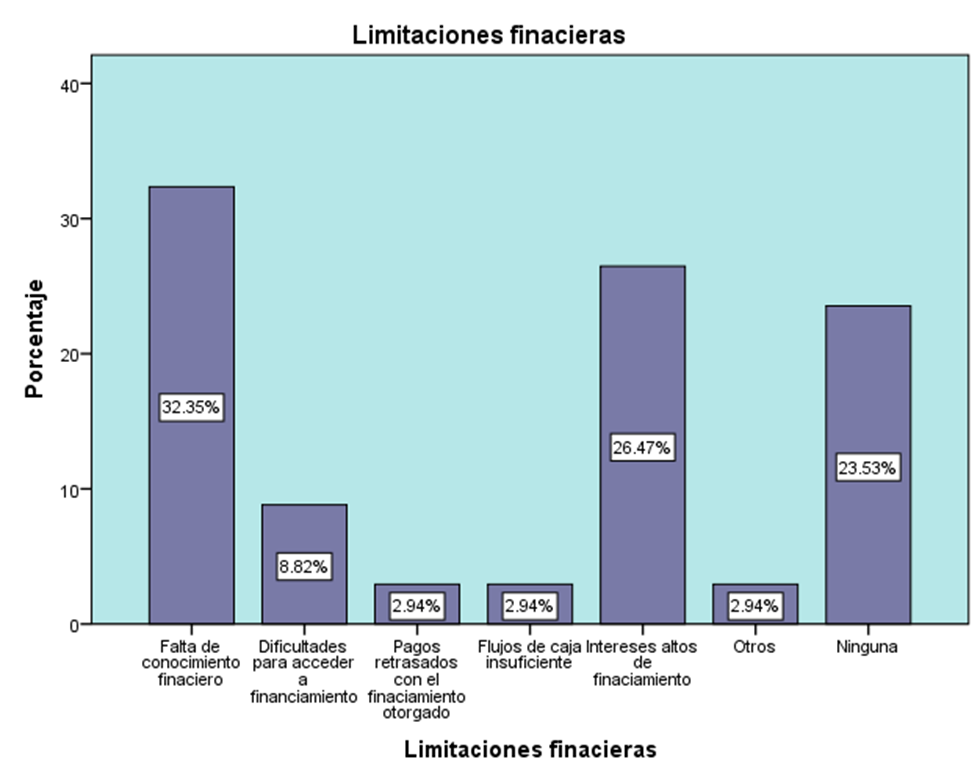 Limitaciones finacieras
Porcentaje
40
30
20
10
0
32.35%
8.82%
2.94%
2.94%
26.47%
2.94%
23.53%
Falta de
conocimiento
finaciero
Dificultades
para acceder
a
financiamiento
Pagos
retrasados
con el
finaciamiento
otorgado
Flujos de caja
insuficiente
Intereses altos
de
finaciamiento
Otros
Ninguna
Limitaciones finacieras